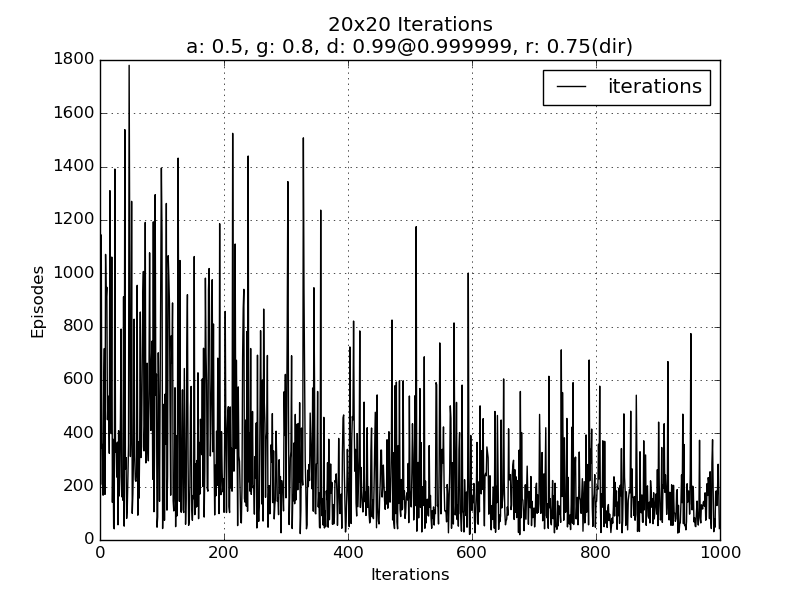 20x20 Iterations
a: 0.5, g: 0.8, d: 0.99@0.999999, r: 0.75(dir)
iterations
Episodes
1800
1600
1400
1200
1000
800
600
400
200
0
0 200 400 600 800 1000
Iterations